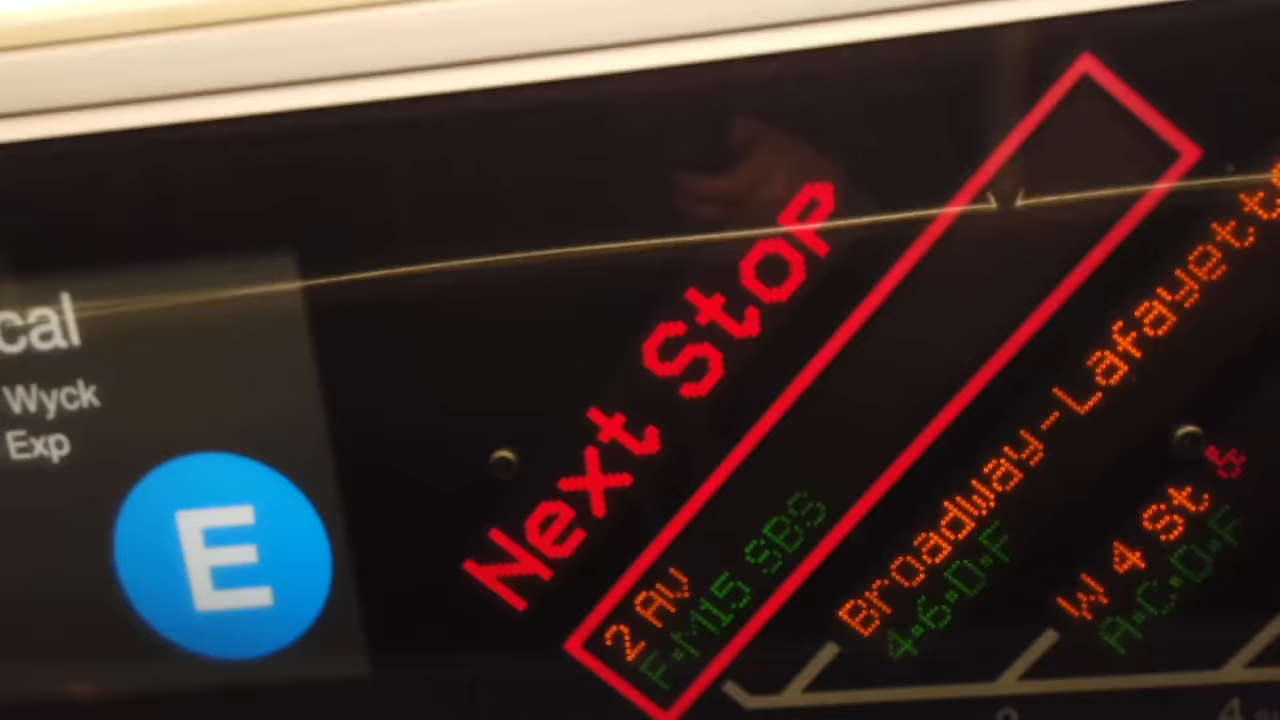 cal
Wyck
Exp
E
Next Stop
2 Av
F•M15 SBS
Broadway-Lafayette
4•6•D•F
W 4 St ♿
A•C•D•F